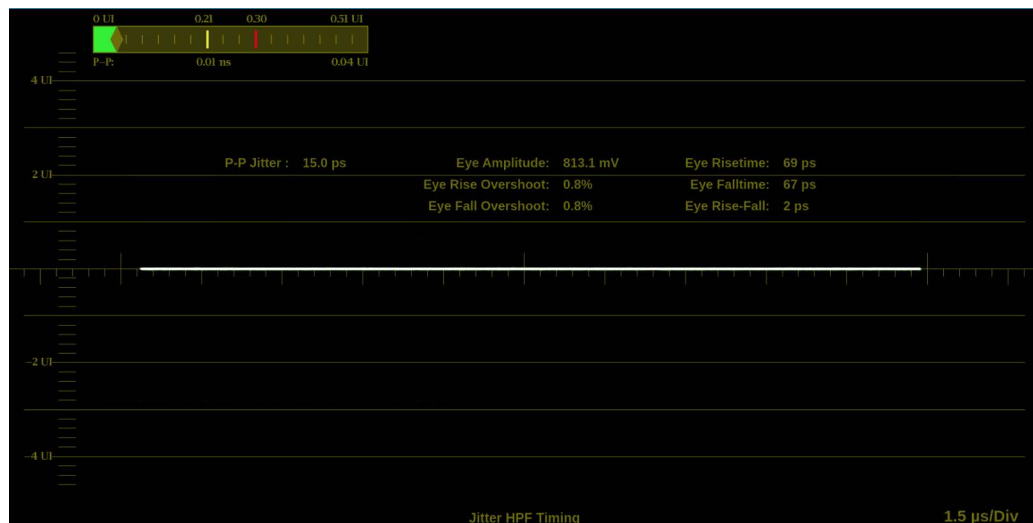 0 UI 0.21 0.30 0.51 UI
P-P: 0.01 ns 0.04 UI
4 UI
P-P Jitter : 15.0 ps Eye Amplitude: 813.1 mV Eye Risetime: 69 ps
2 UI
Eye Rise Overshoot: 0.8% Eye Falltime: 67 ps
Eye Fall Overshoot: 0.8% Eye Rise-Fall: 2 ps
-2 UI
-4 UI
Jitter HPF Timing 1.5 µs/Div